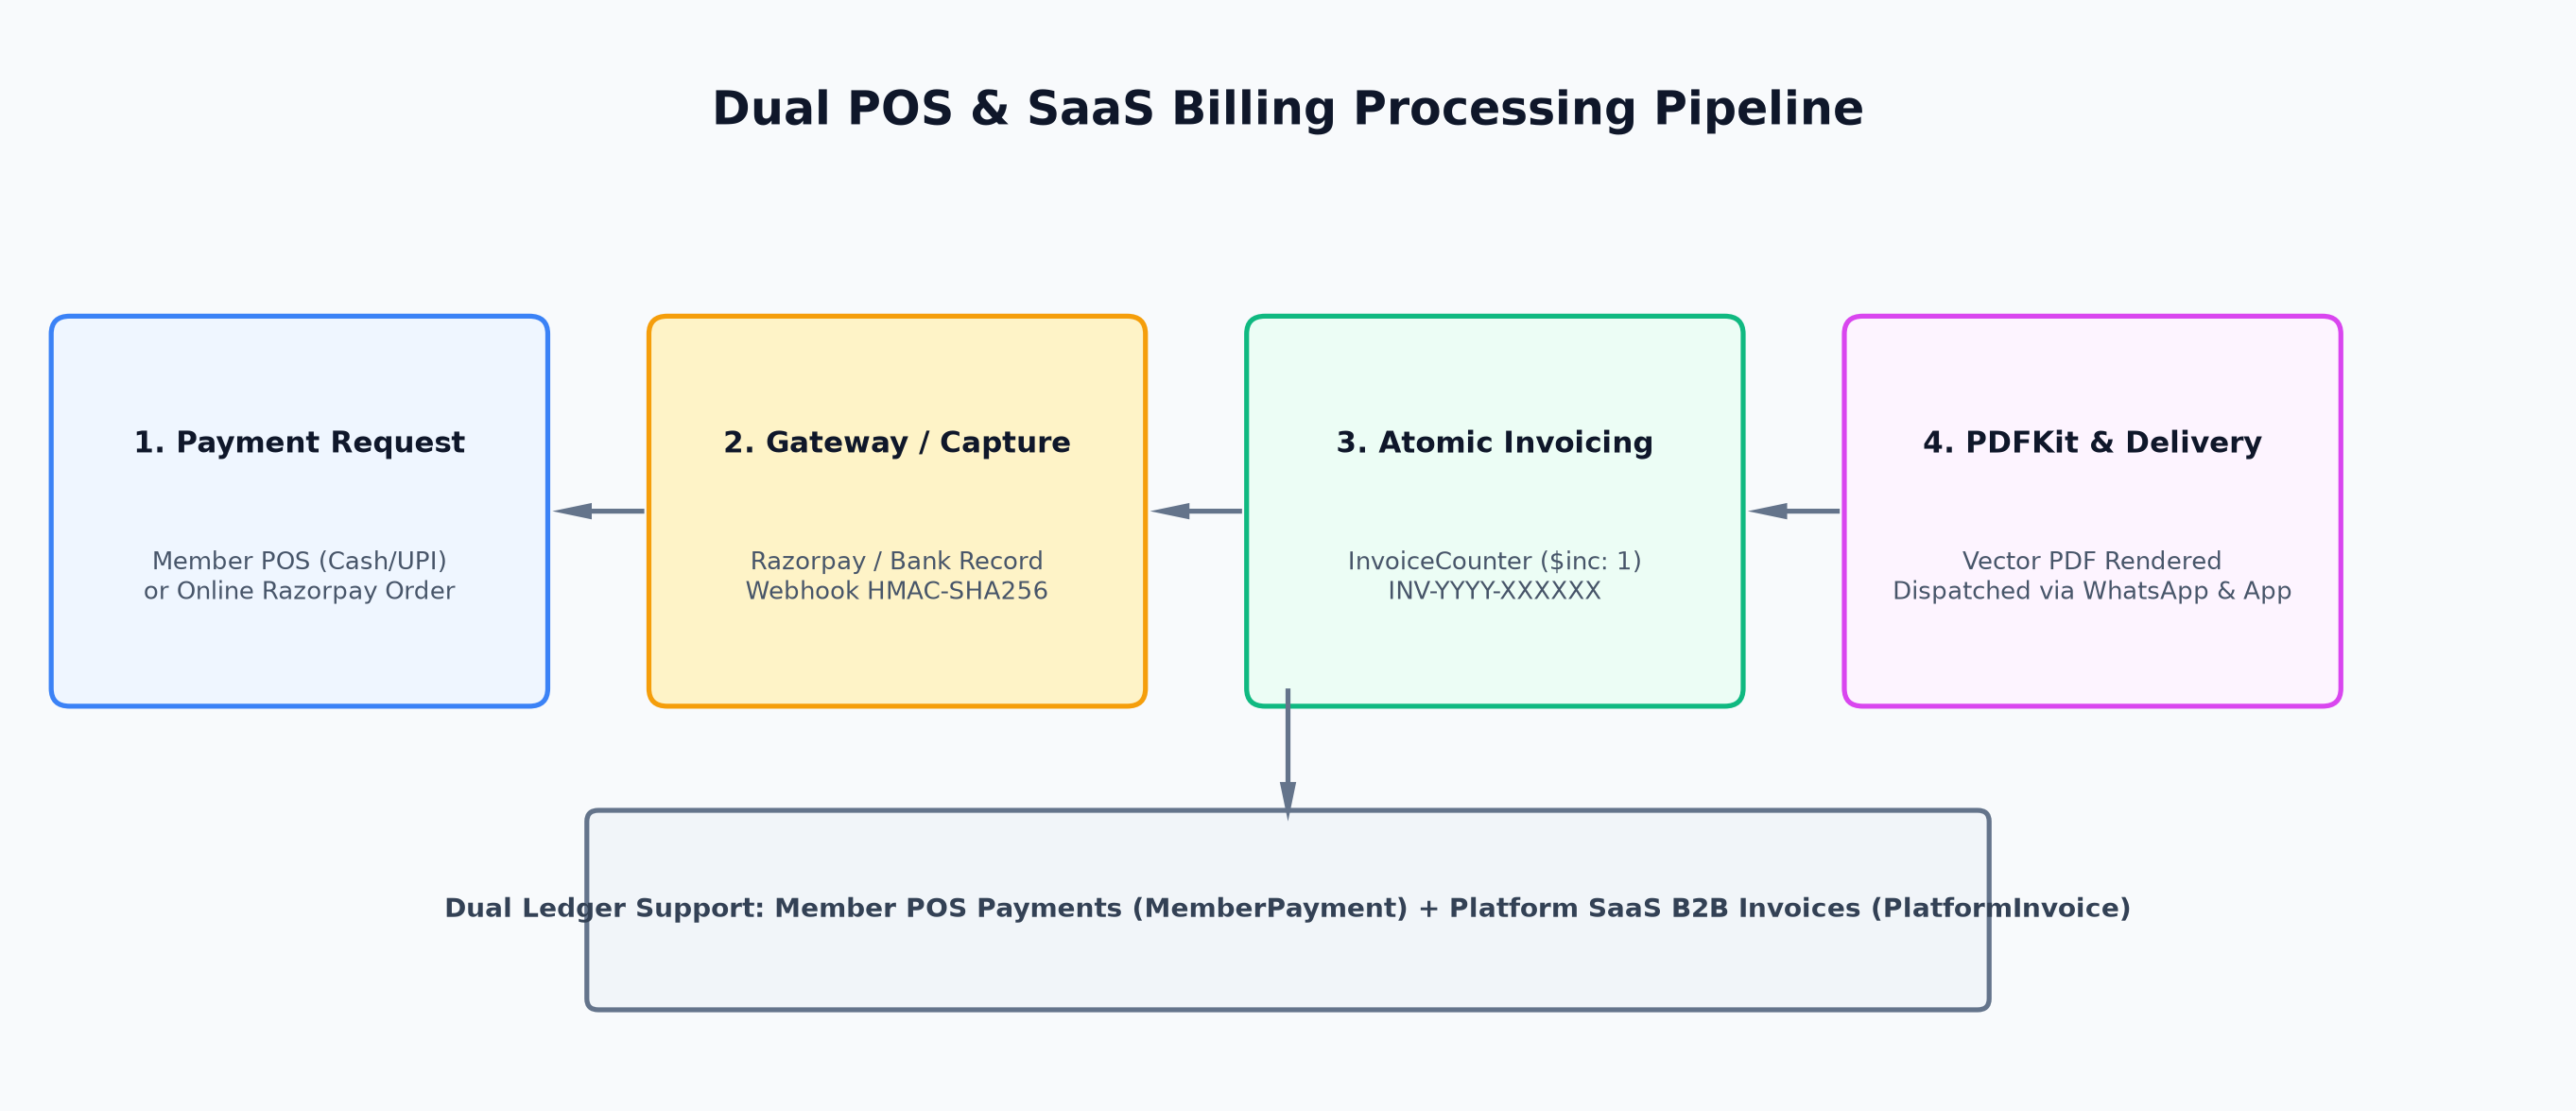 Dual POS & SaaS Billing Processing Pipeline
1. Payment Request
Member POS (Cash/UPI)
or Online Razorpay Order
2. Gateway / Capture
Razorpay / Bank Record
Webhook HMAC-SHA256
3. Atomic Invoicing
InvoiceCounter ($inc: 1)
INV-YYYY-XXXXXX
4. PDFKit & Delivery
Vector PDF Rendered
Dispatched via WhatsApp & App
Dual Ledger Support: Member POS Payments (MemberPayment) + Platform SaaS B2B Invoices (PlatformInvoice)